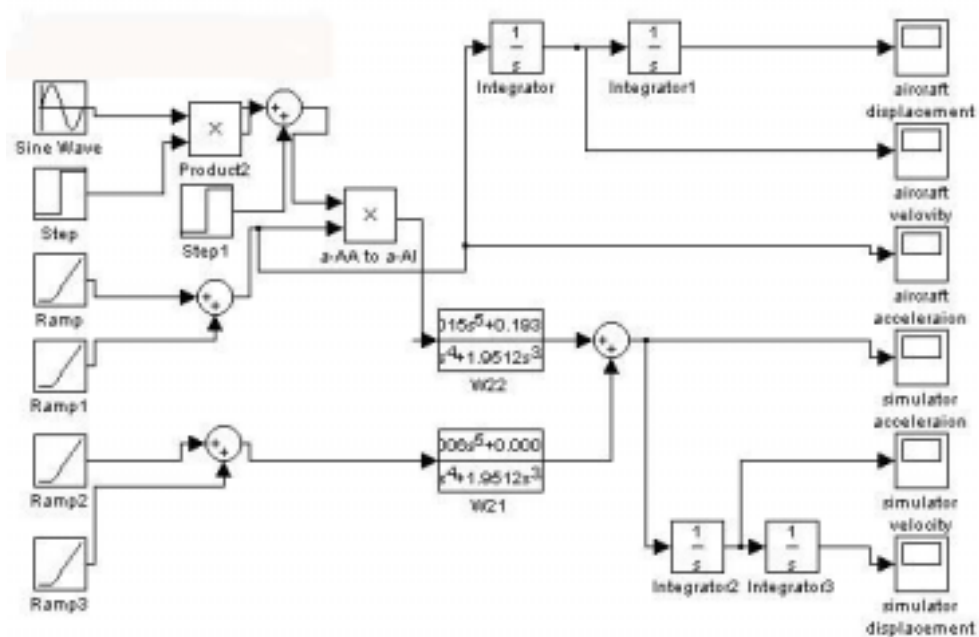 Sine Wave
Step
Ramp
Ramp1
Ramp2
Ramp3
×
Product2
+
+
Step1
×
a-AA to a-AI
+
+
+
+
1
s
Integrator
1
s
Integrator1
015s5+0.193
s4+1.9512s3
W22
006s5+0.000
s4+1.9512s3
W21
+
+
1
s
Integrator2
1
s
Integrator3
aircraft
displacement
aircraft
velovity
aircraft
acceleraion
simulator
acceleraion
simulator
velocity
simulator
displacement